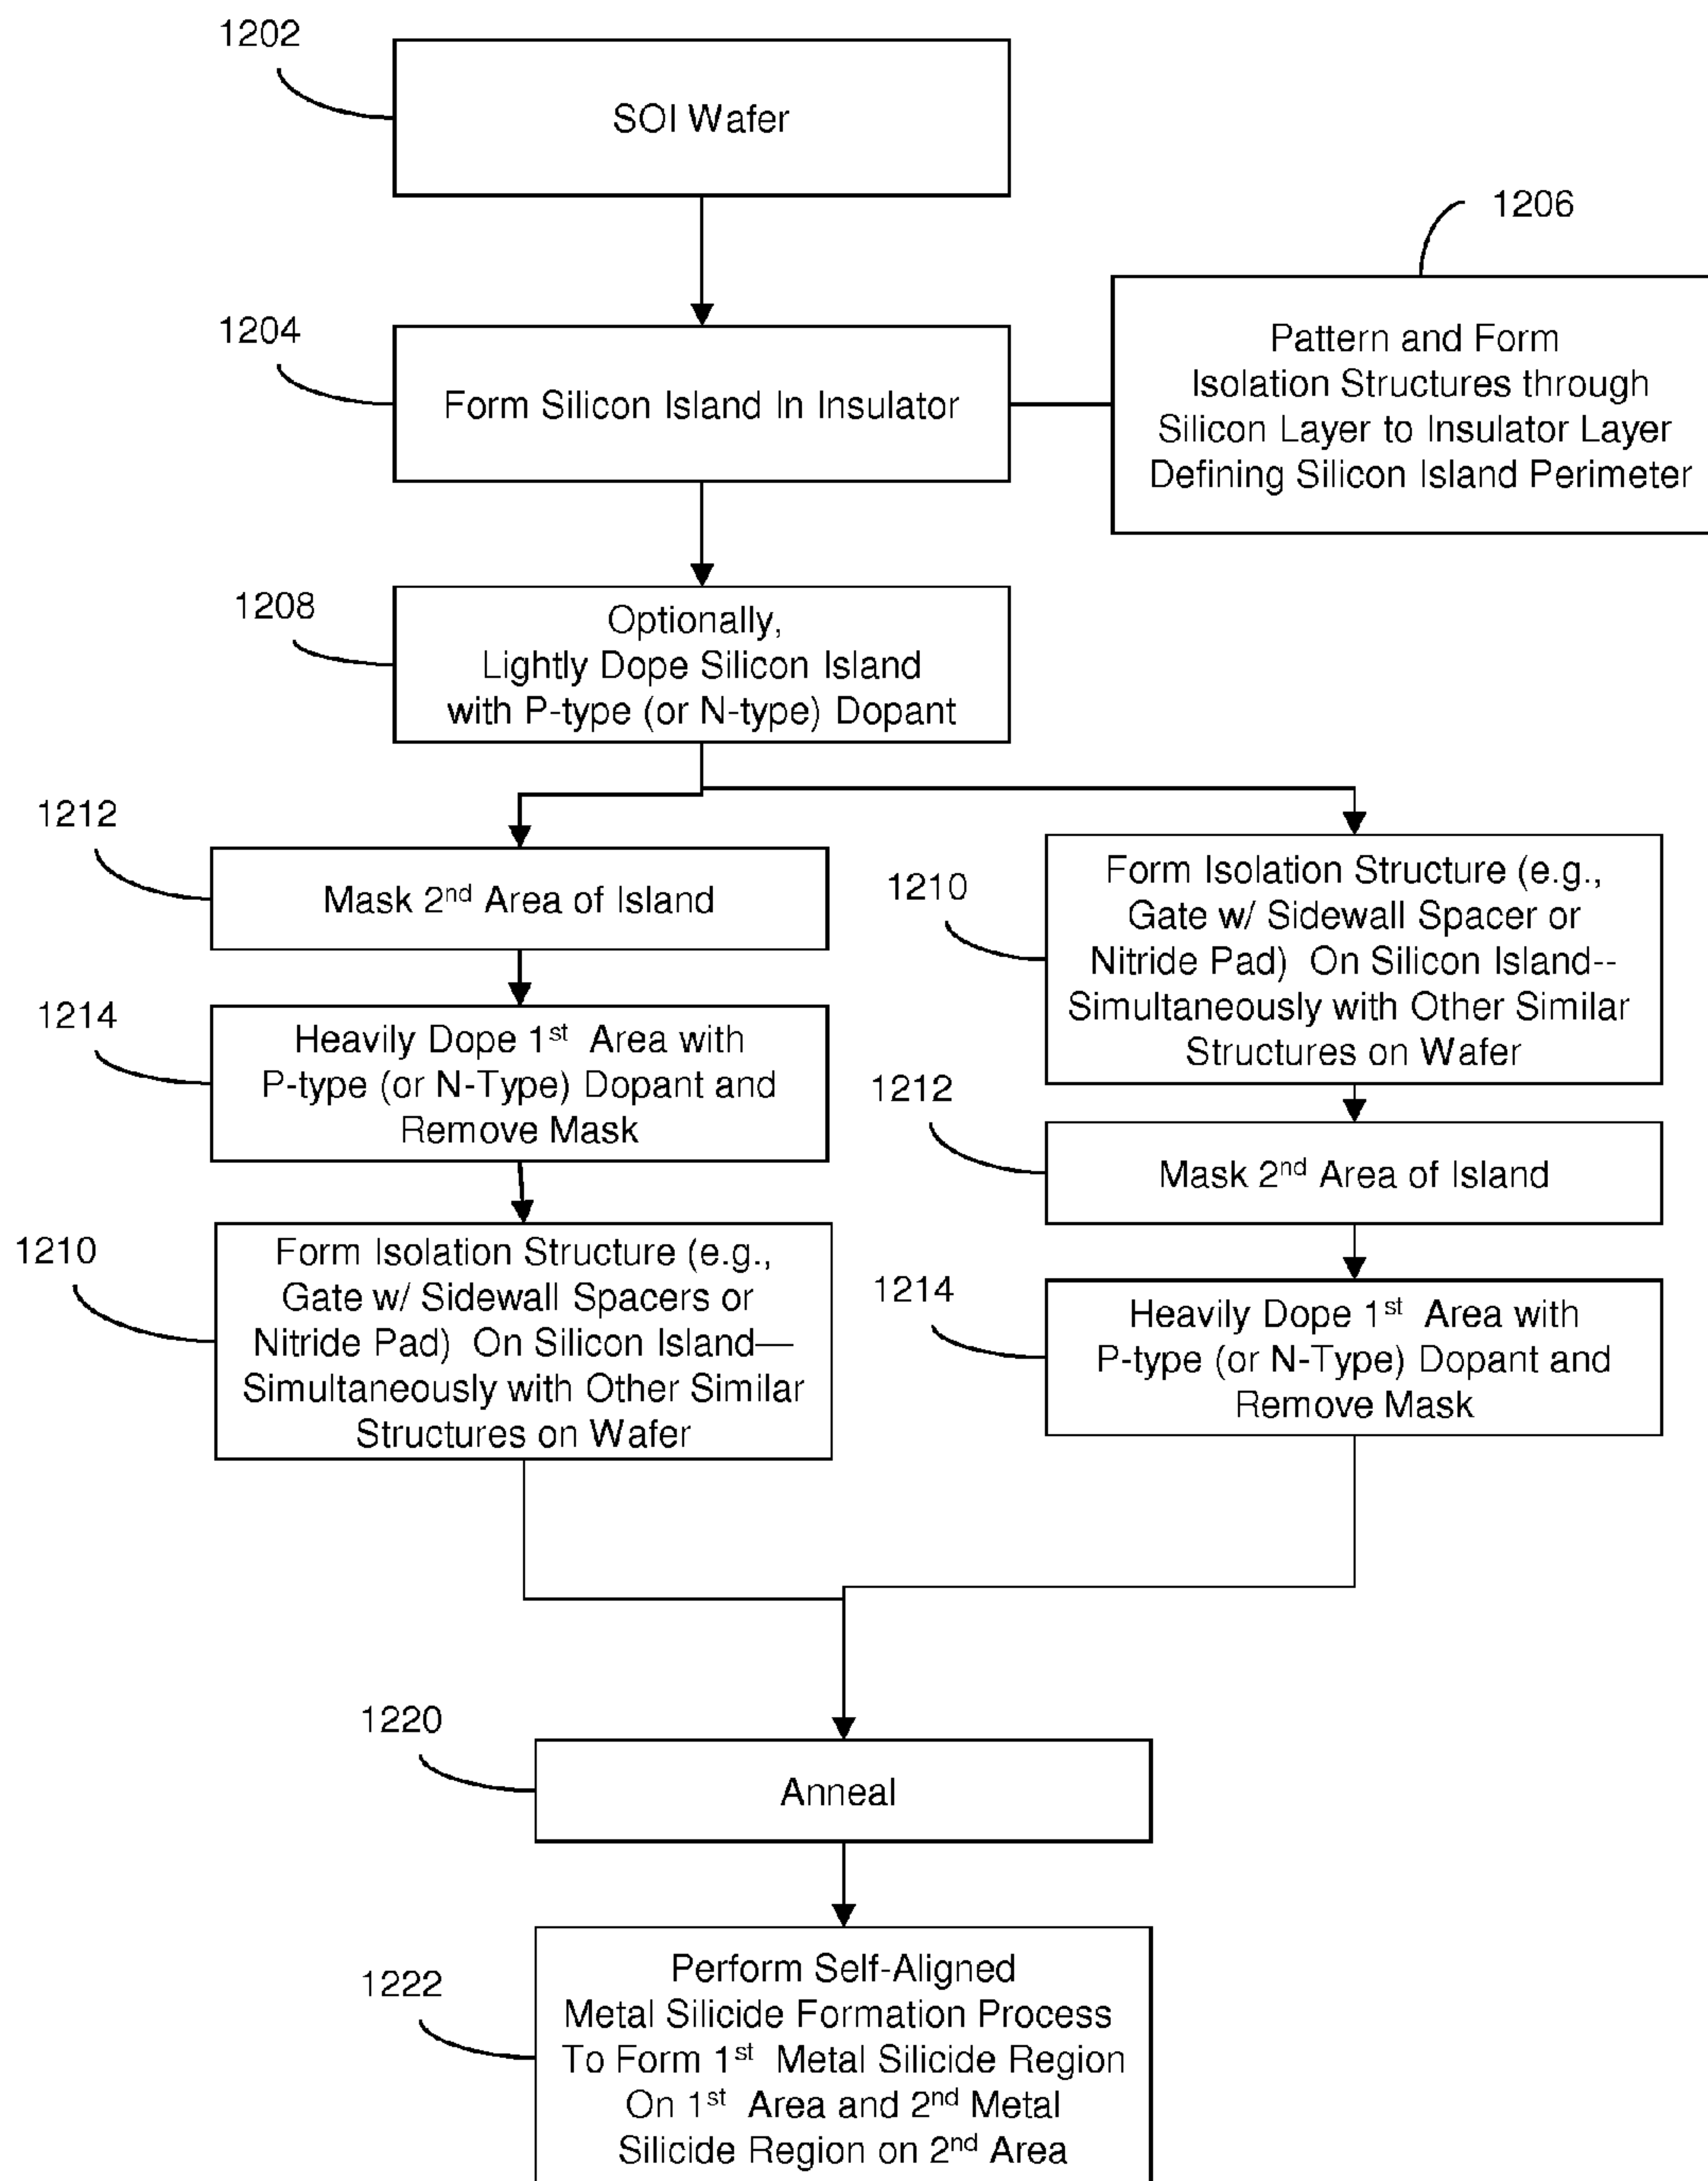 1202
SOI Wafer
1206
Pattern and Form
Isolation Structures through
Silicon Layer to Insulator Layer
Defining Silicon Island Perimeter
1204
Form Silicon Island In Insulator
1208
Optionally,
Lightly Dope Silicon Island
with P-type (or N-type) Dopant
1212
Mask 2nd Area of Island
1214
Heavily Dope 1st Area with
P-type (or N-Type) Dopant and
Remove Mask
1210
Form Isolation Structure (e.g.,
Gate w/ Sidewall Spacers or
Nitride Pad) On Silicon Island—
Simultaneously with Other Similar
Structures on Wafer
1210
Form Isolation Structure (e.g.,
Gate w/ Sidewall Spacer or
Nitride Pad) On Silicon Island--
Simultaneously with Other Similar
Structures on Wafer
1212
Mask 2nd Area of Island
1214
Heavily Dope 1st Area with
P-type (or N-Type) Dopant and
Remove Mask
1220
Anneal
1222
Perform Self-Aligned
Metal Silicide Formation Process
To Form 1st Metal Silicide Region
On 1st Area and 2nd Metal
Silicide Region on 2nd Area